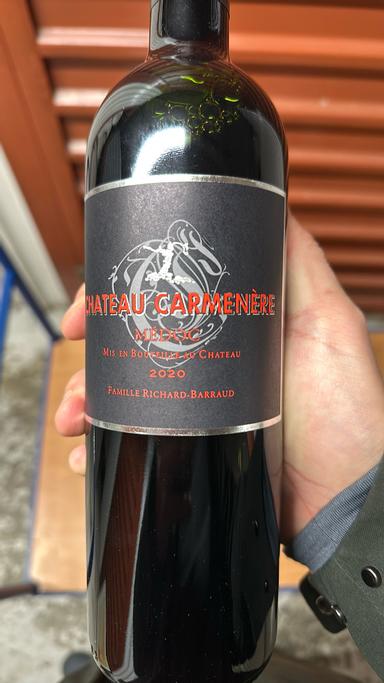 CHATEAU CARMENÈRE
MÉDOC
MIS EN BOUTEILLE AU CHATEAU
2020
FAMILLE RICHARD-BARRAUD